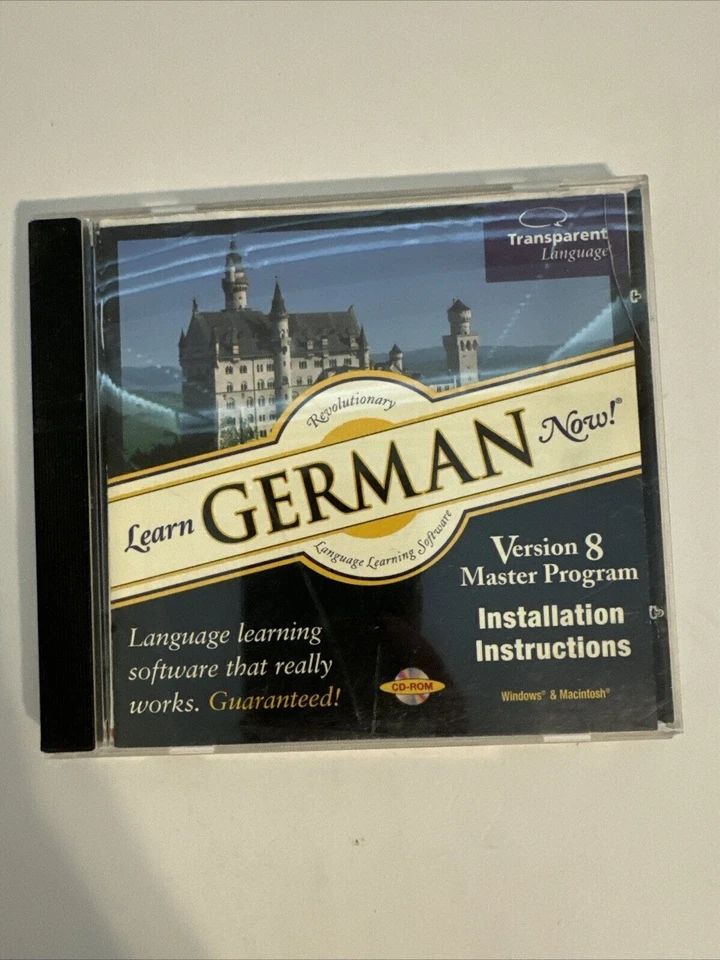 Transparent
Language
Revolutionary
Learn GERMAN Now!®
Language Learning Software
Version 8
Master Program
Installation
Instructions
Language learning
software that really
works. Guaranteed!
CD-ROM
Windows® & Macintosh®